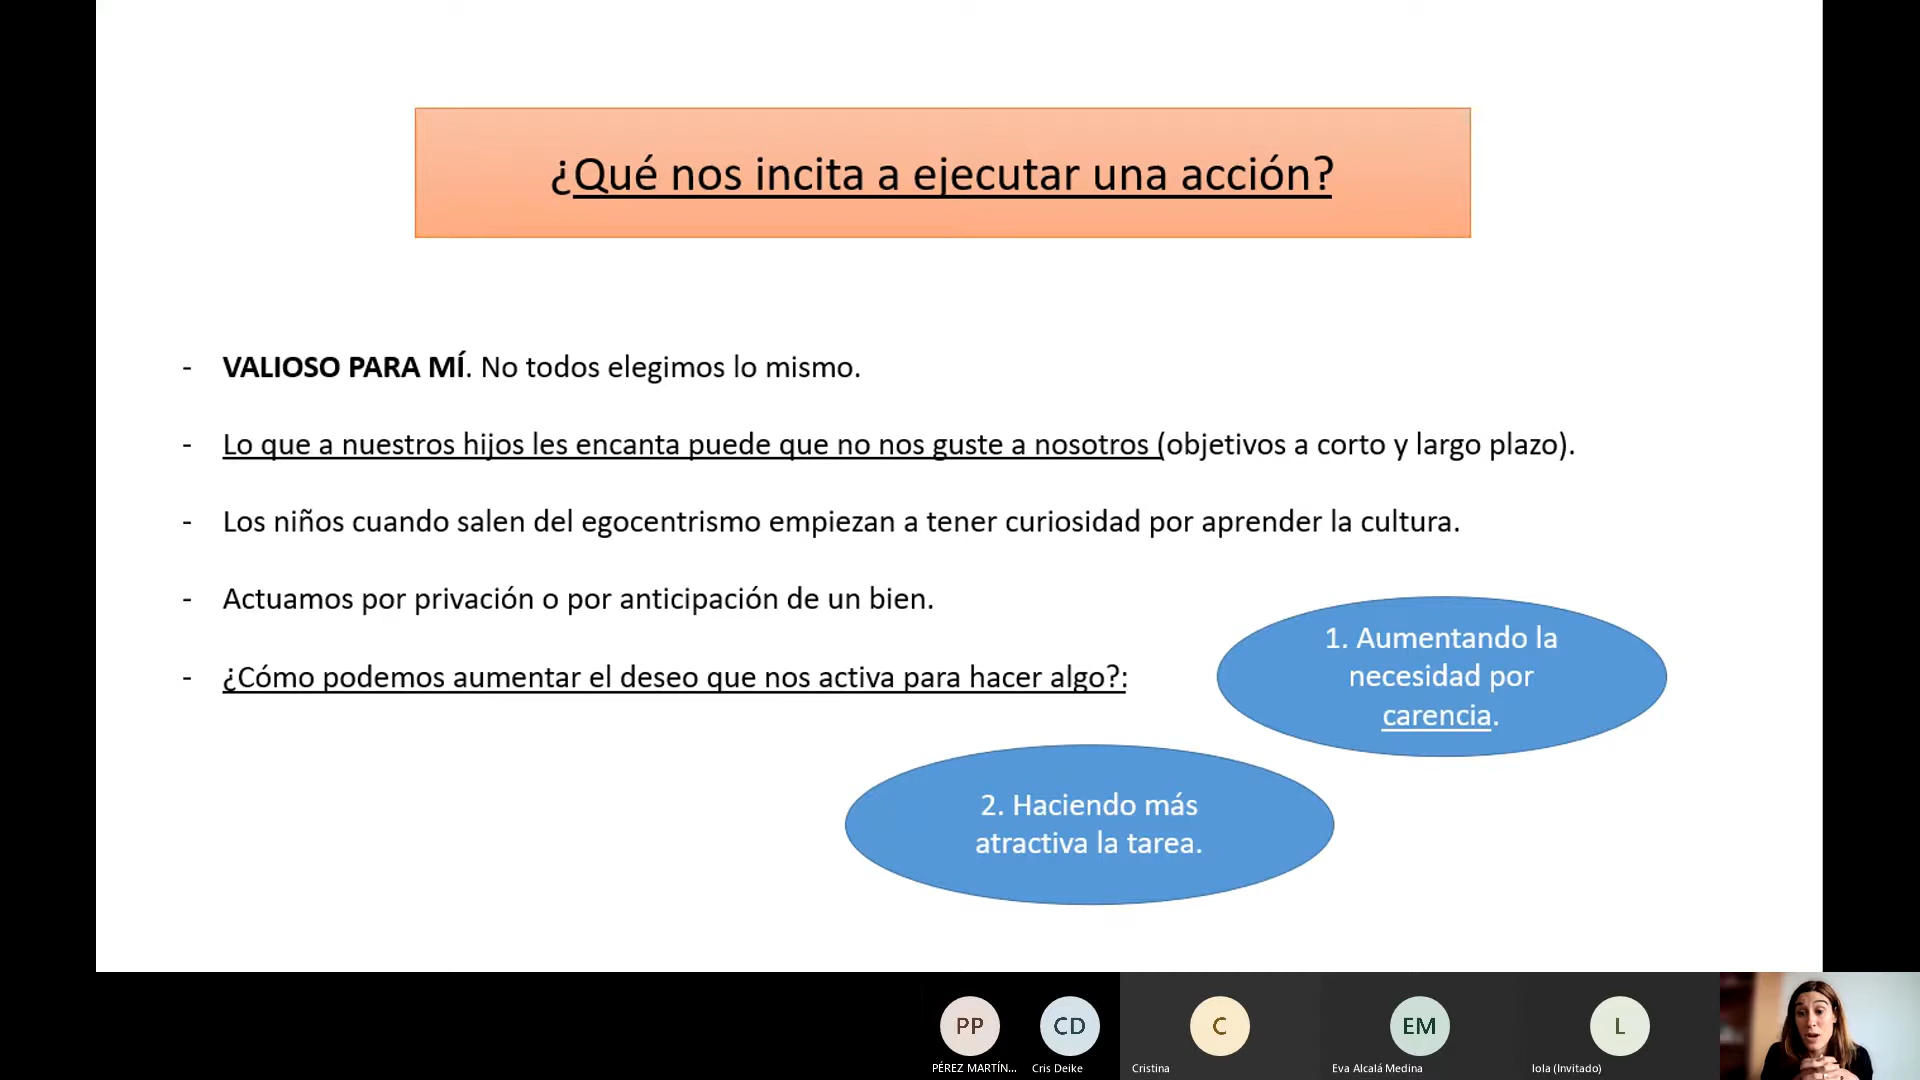 ¿Qué nos incita a ejecutar una acción?
- VALIOSO PARA MÍ. No todos elegimos lo mismo.
- Lo que a nuestros hijos les encanta puede que no nos guste a nosotros (objetivos a corto y largo plazo).
- Los niños cuando salen del egocentrismo empiezan a tener curiosidad por aprender la cultura.
- Actuamos por privación o por anticipación de un bien.
- ¿Cómo podemos aumentar el deseo que nos activa para hacer algo?:
1. Aumentando la
necesidad por
carencia.
2. Haciendo más
atractiva la tarea.
PP
CD
C
EM
L
PÉREZ MARTÍN...
Cris Deike
Cristina
Eva Alcalá Medina
lola (Invitado)